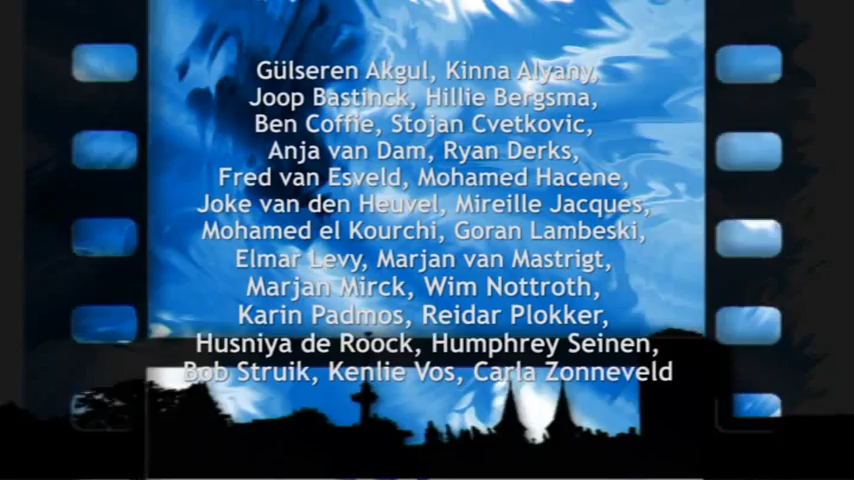 Gülseren Akgul, Kinna Alyany,
Joop Bastinck, Hillie Bergsma,
Ben Coffie, Stojan Cvetkovic,
Anja van Dam, Ryan Derks,
Fred van Esveld, Mohamed Hacene,
Joke van den Heuvel, Mireille Jacques,
Mohamed el Kourchi, Goran Lambeski,
Elmar Levy, Marjan van Mastrigt,
Marjan Mirck, Wim Nottroth,
Karin Padmos, Reidar Plokker,
Husniya de Roock, Humphrey Seinen,
Bob Struik, Kenlie Vos, Carla Zonneveld